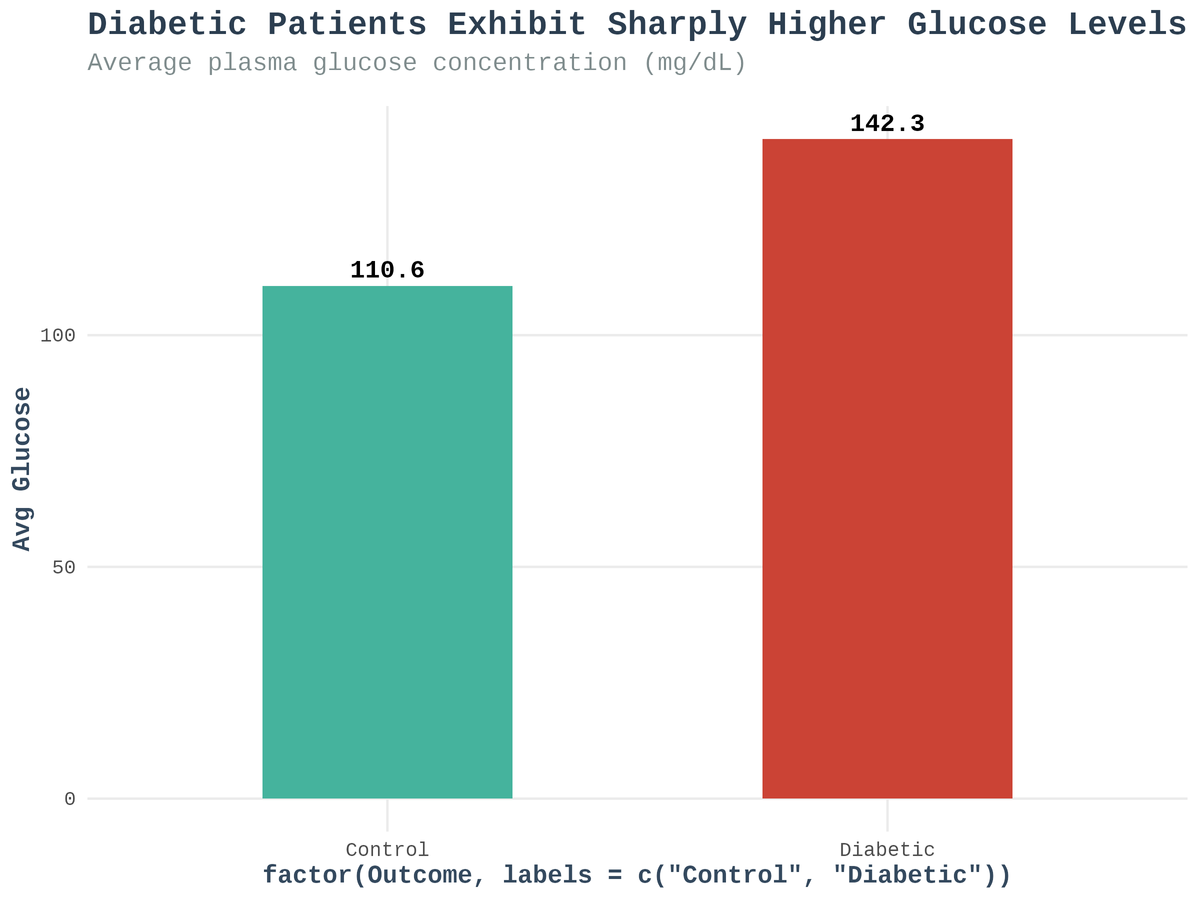 Diabetic Patients Exhibit Sharply Higher Glucose Levels
Average plasma glucose concentration (mg/dL)
142.3
110.6
100
50
0
Avg Glucose
Control
Diabetic
factor(Outcome, labels = c("Control", "Diabetic"))